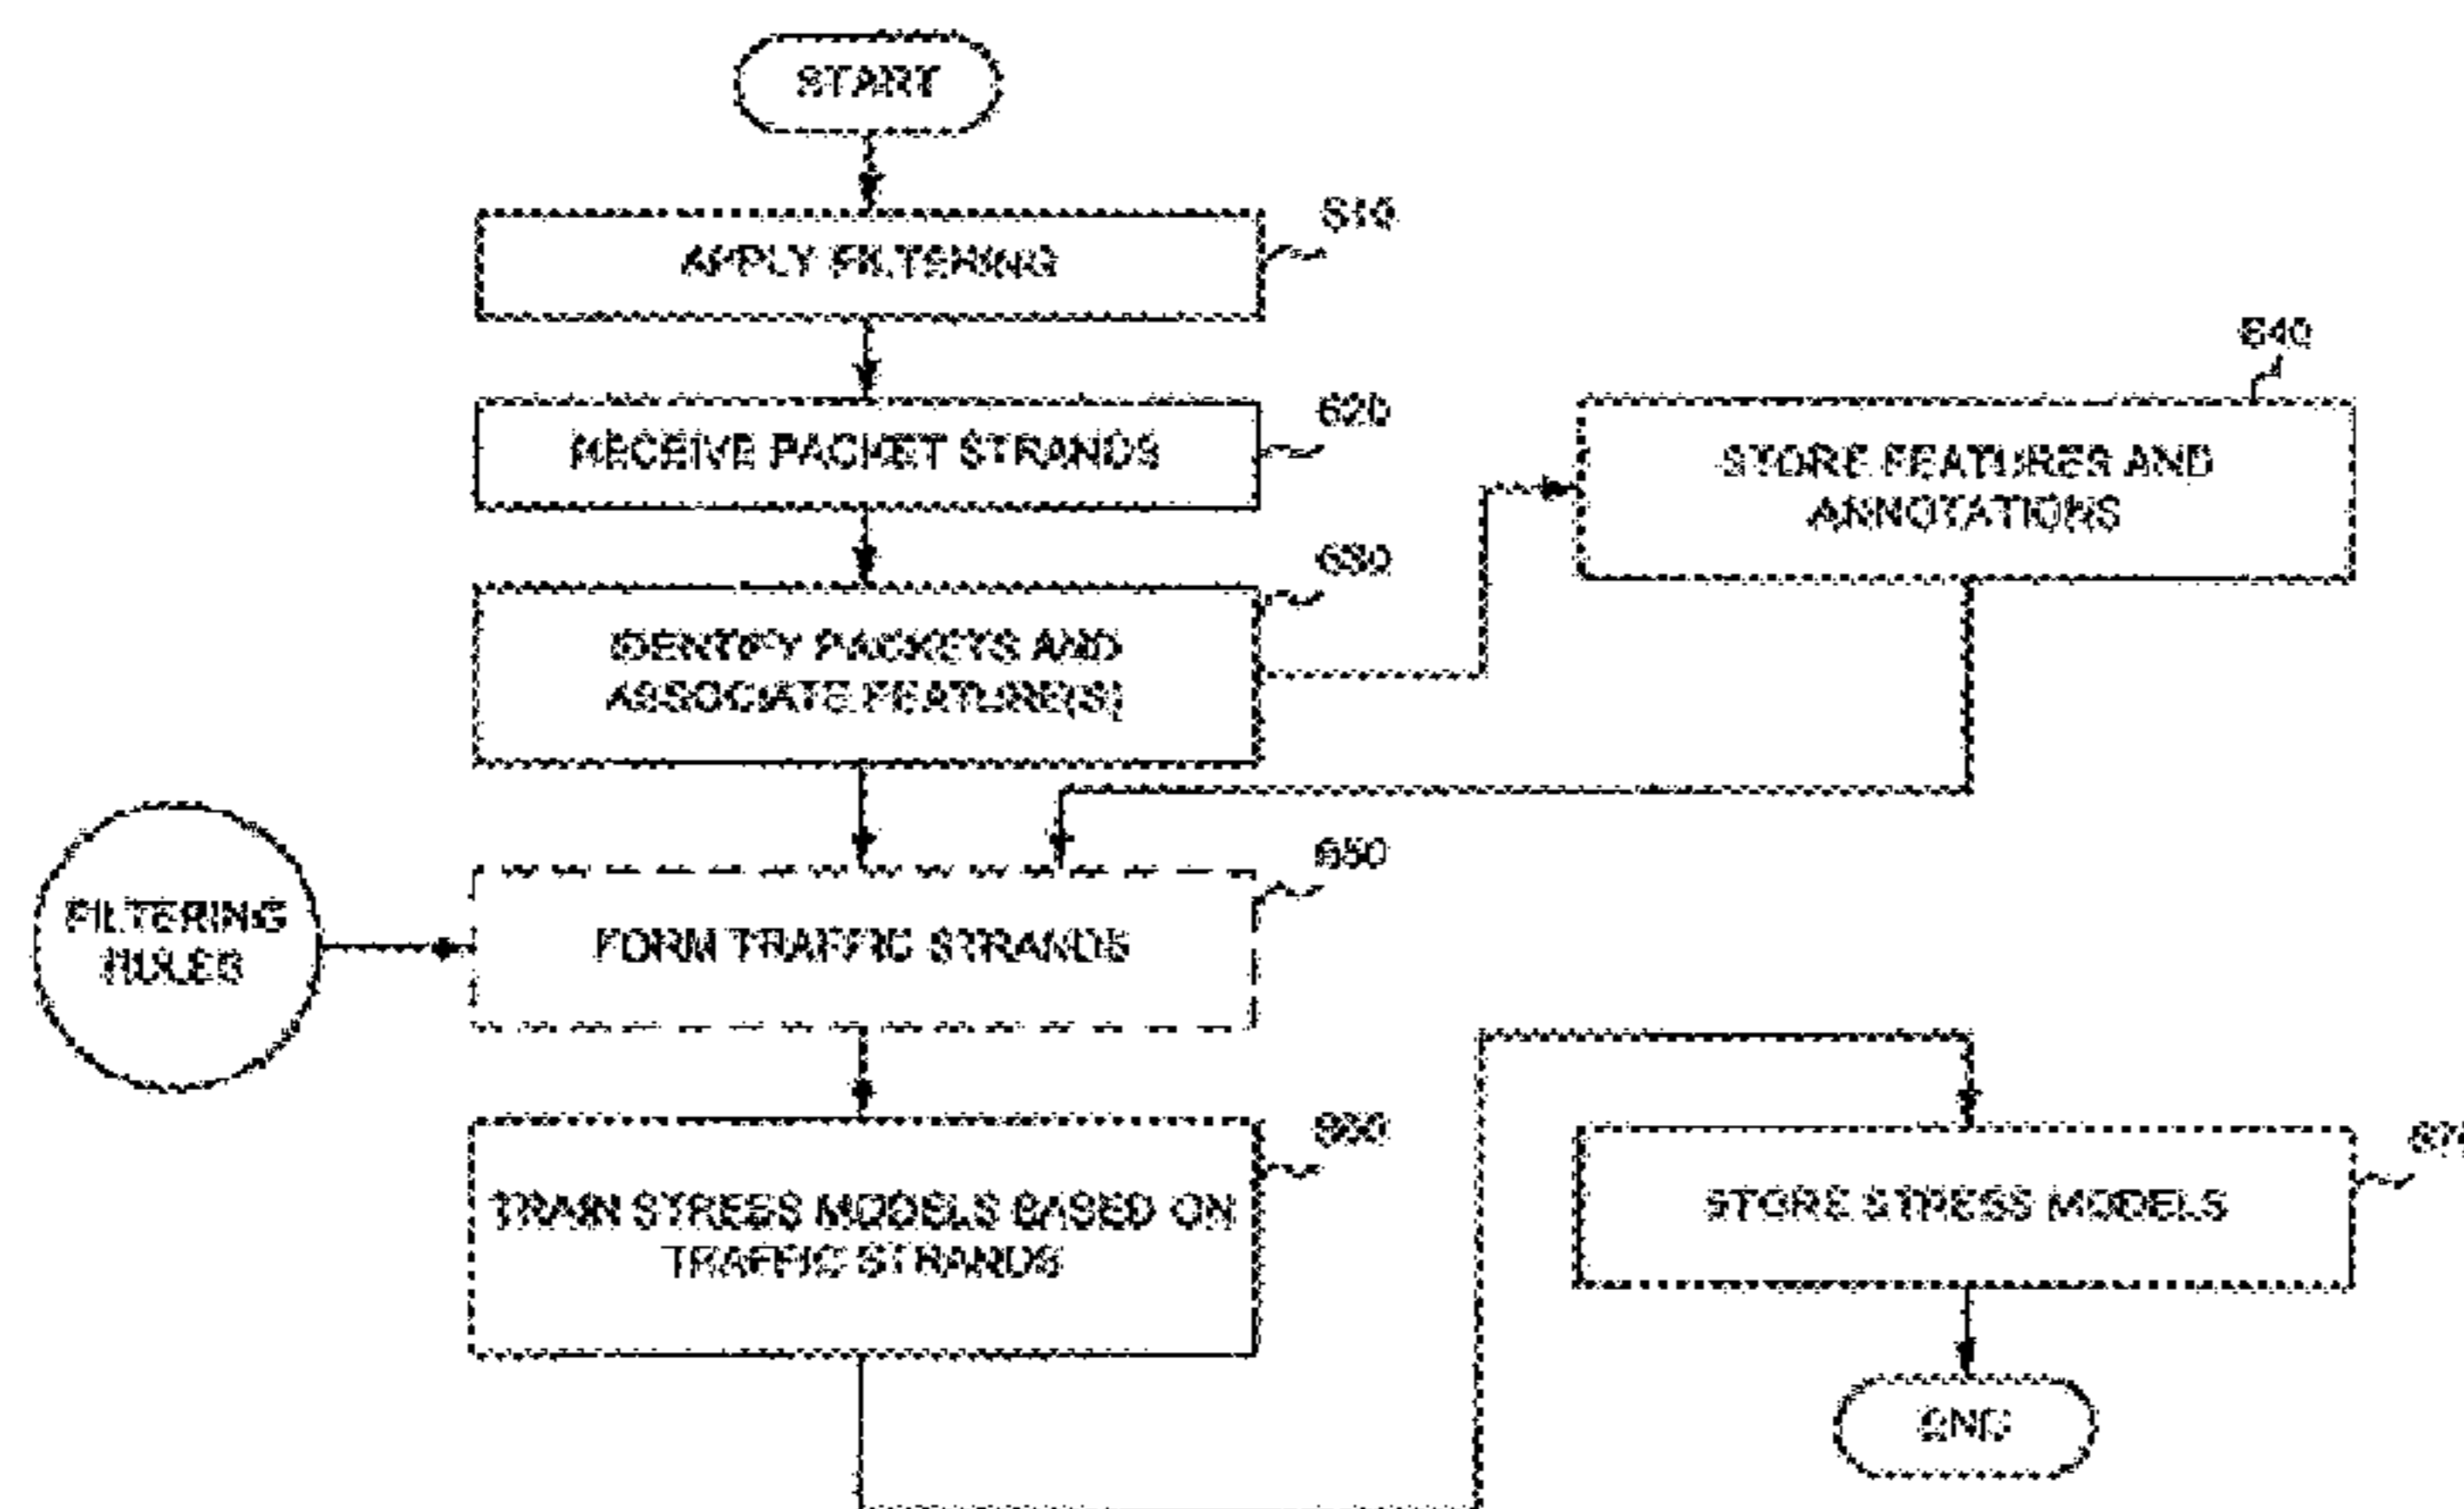 START
APPLY FILTERING
610
RECEIVE PACKET STRANDS
620
640
STORE FEATURES AND
ANNOTATIONS
630
IDENTIFY PACKETS AND
ASSOCIATE FEATURE(S)
650
FILTERING
RULES
FORM TRAFFIC STRANDS
660
TRAIN STRESS MODELS BASED ON
TRAFFIC STRANDS
STORE STRESS MODELS
END